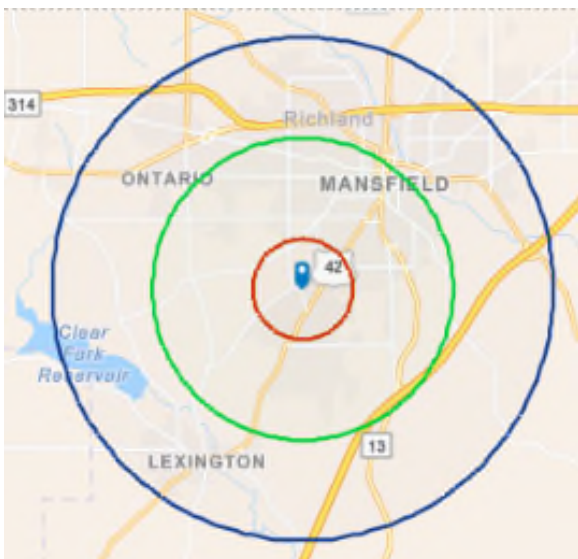 314
Richland
ONTARIO
MANSFIELD
42
Clear
Fork
Reservoir
13
LEXINGTON